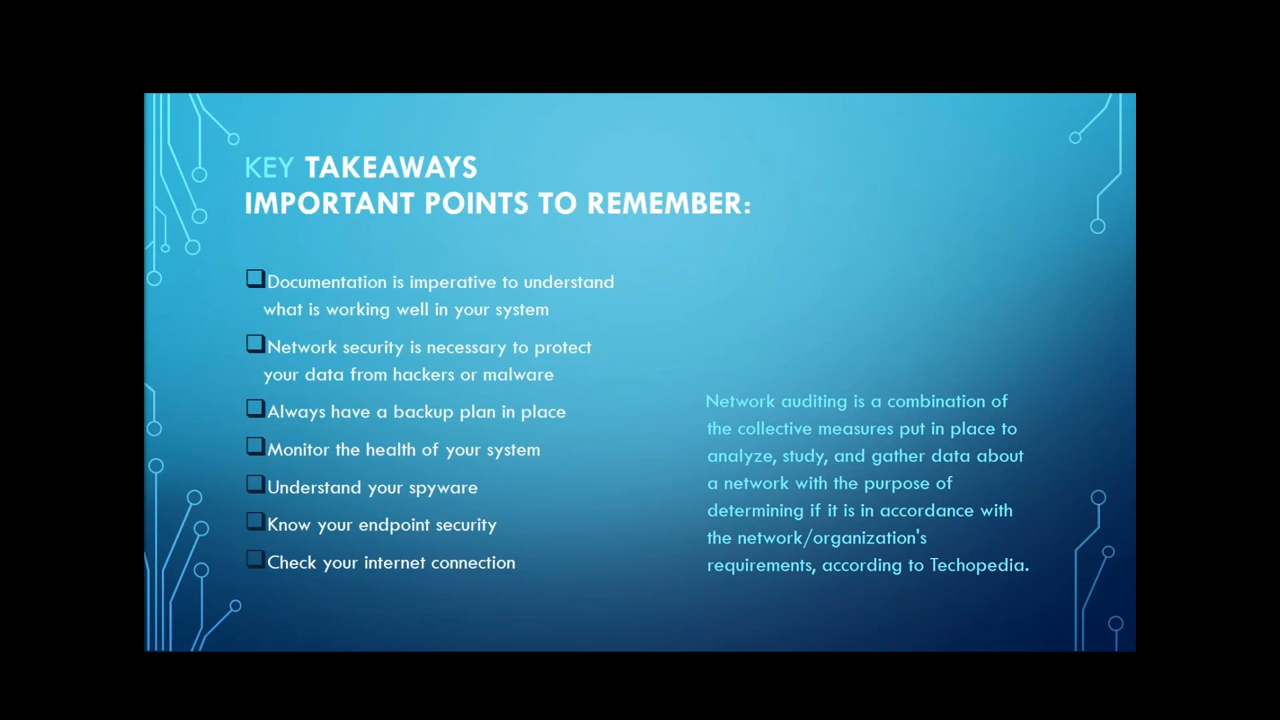 KEY TAKEAWAYS
IMPORTANT POINTS TO REMEMBER:
Documentation is imperative to understand
what is working well in your system
Network security is necessary to protect
your data from hackers or malware
Always have a backup plan in place
Monitor the health of your system
Understand your spyware
Know your endpoint security
Check your internet connection
Network auditing is a combination of
the collective measures put in place to
analyze, study, and gather data about
a network with the purpose of
determining if it is in accordance with
the network/organization's
requirements, according to Techopedia.